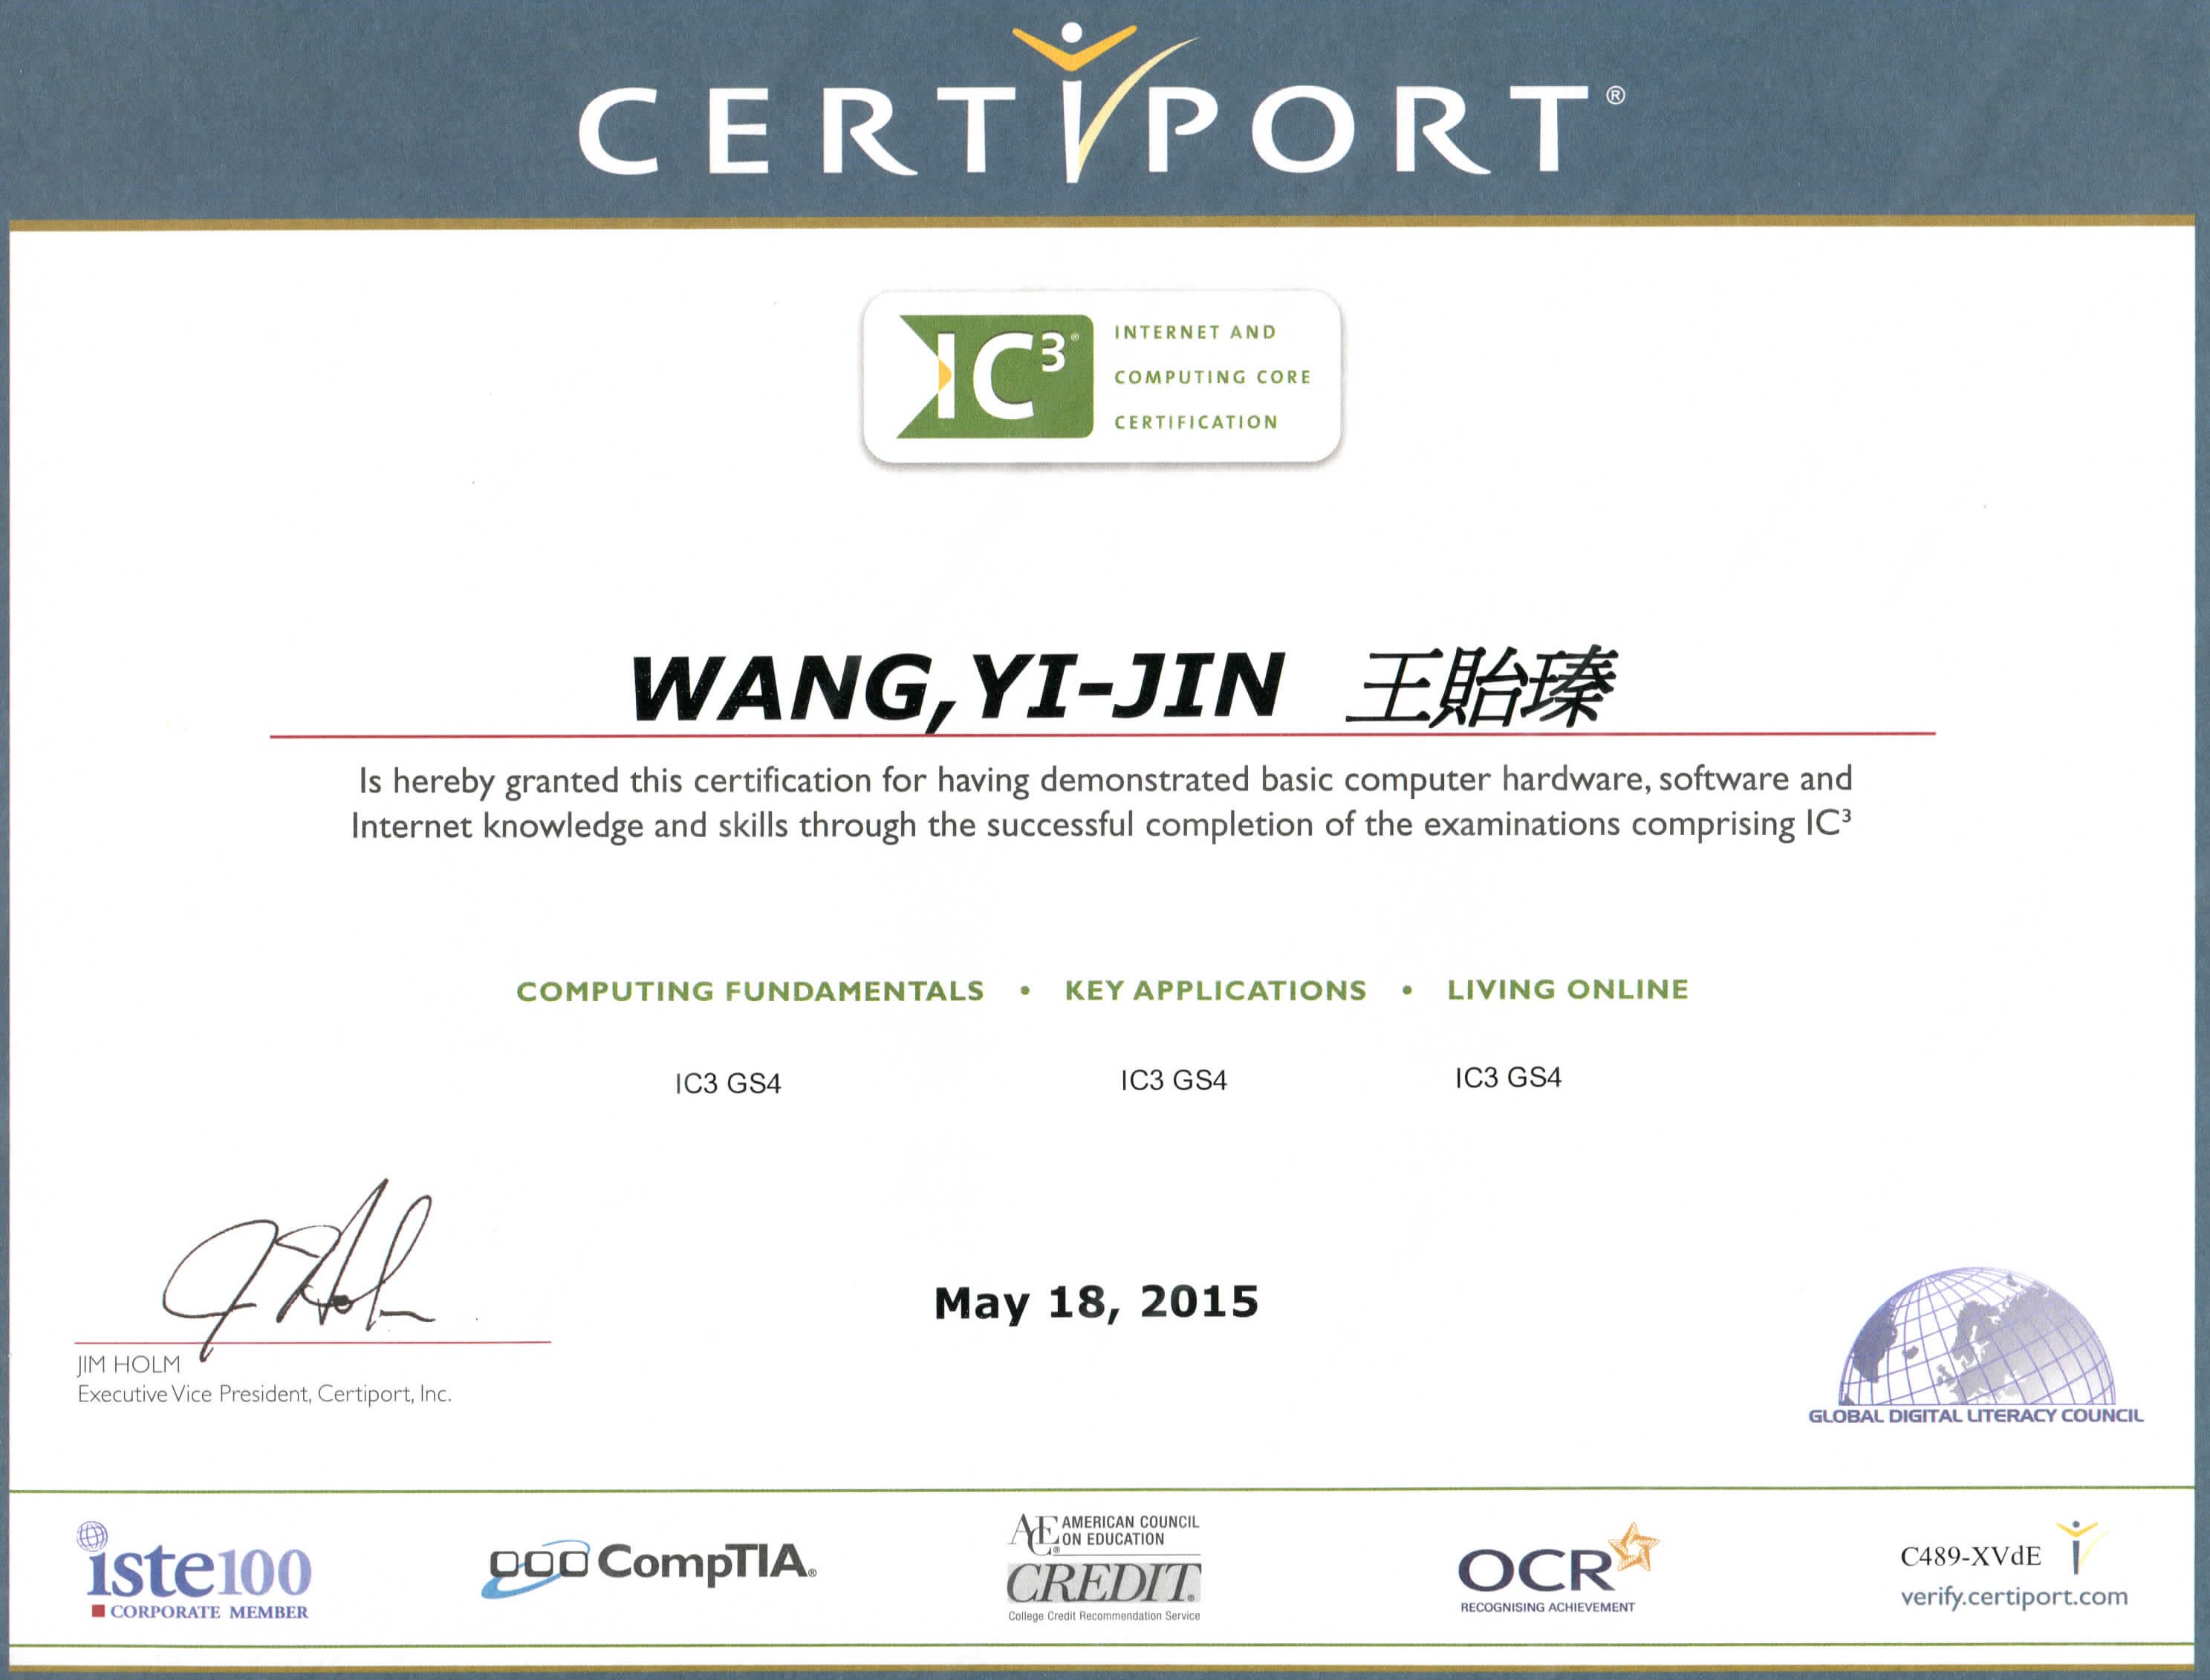 CERTIPORT®
IC³®
INTERNET AND
COMPUTING CORE
CERTIFICATION
WANG,YI-JIN 王貽瑧
Is hereby granted this certification for having demonstrated basic computer hardware, software and
Internet knowledge and skills through the successful completion of the examinations comprising IC³
COMPUTING FUNDAMENTALS • KEY APPLICATIONS • LIVING ONLINE
IC3 GS4 IC3 GS4 IC3 GS4
May 18, 2015
JIM HOLM
Executive Vice President, Certiport, Inc.
GLOBAL DIGITAL LITERACY COUNCIL
iste100
CORPORATE MEMBER
CompTIA®
ACE® AMERICAN COUNCIL
ON EDUCATION
CREDIT®
College Credit Recommendation Service
OCR
RECOGNISING ACHIEVEMENT
C489-XVdE
verify.certiport.com